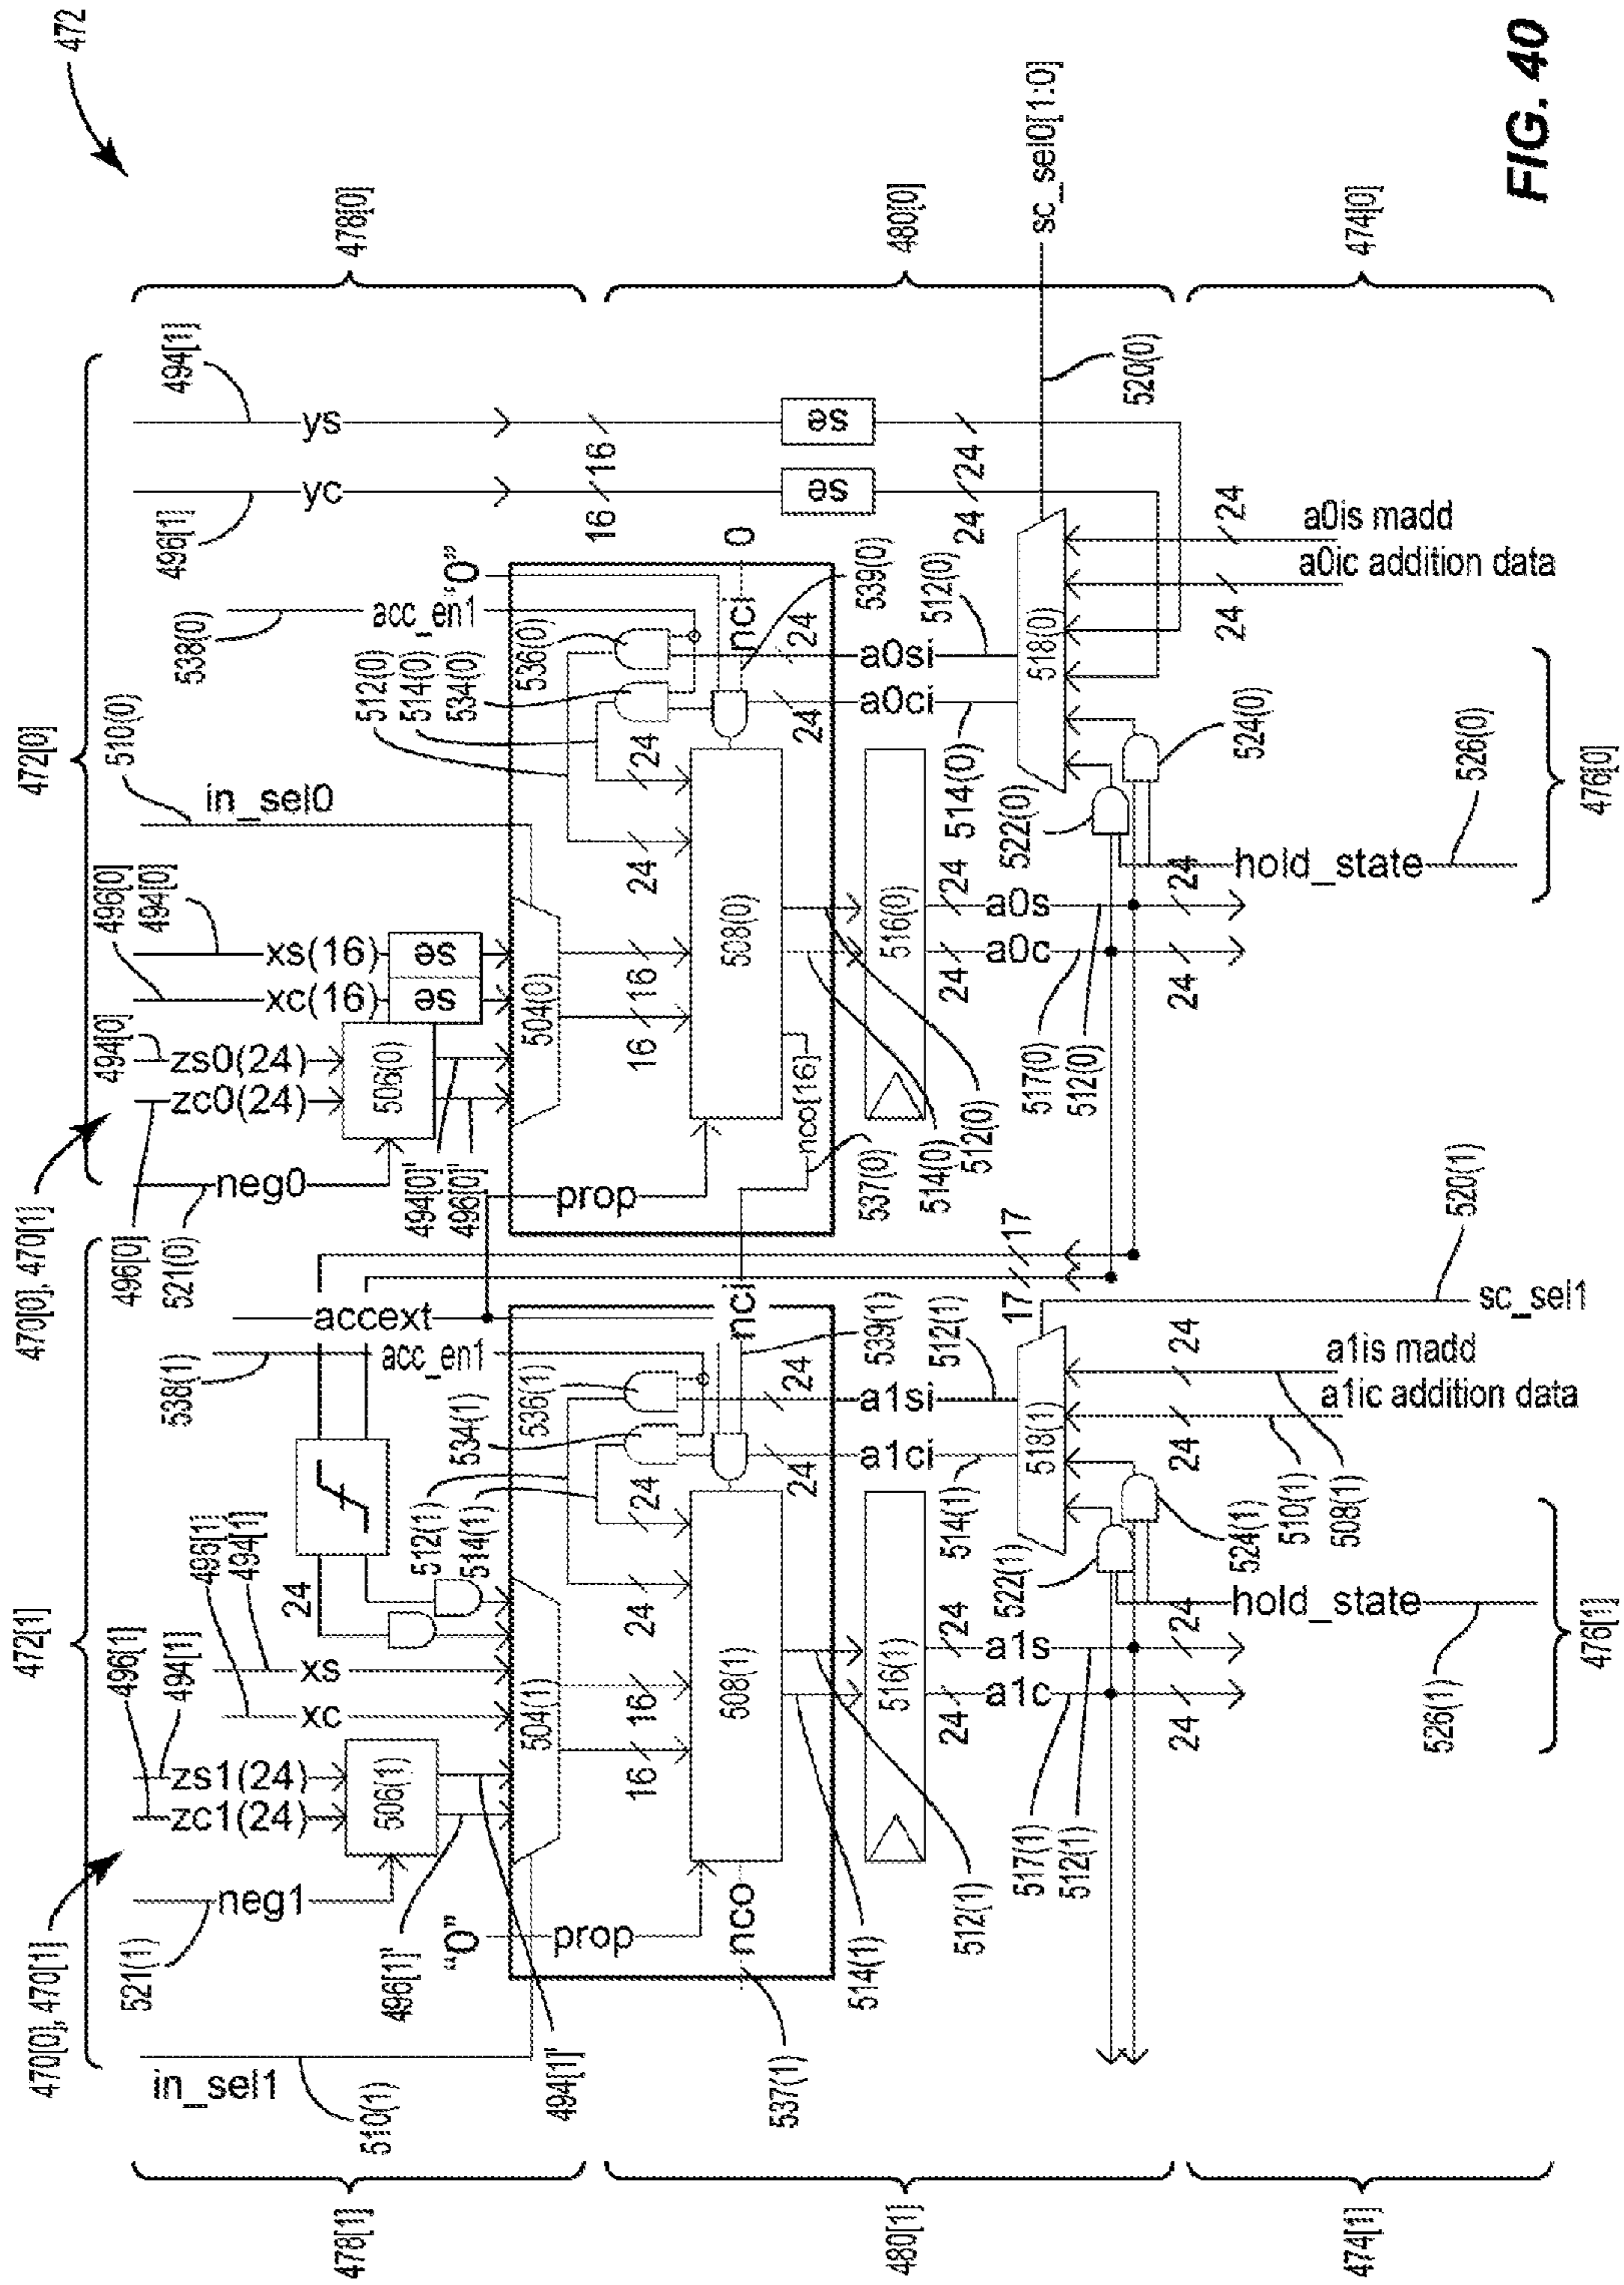 472
472[1]
472[0]
470[0], 470[1]
470[0], 470[1]
478[1]
480[1]
474[1]
478[0]
480[0]
474[0]
in_sel1
510(1)
521(1)
neg1
496[1]
494[1]
zs1(24)
zc1(24)
506(1)
496[1]'
494[1]'
496[1]
494[1]
xs
xc
24
512(1)
514(1)
534(1)
536(1)
538(1)
acc_en1
accext
504(1)
"0"
prop
nco
537(1)
16
16
24
24
24
24
508(1)
nci
539(1)
512(1)
a1si
a1ci
514(1)
516(1)
514(1)
512(1)
24
24
a1s
a1c
517(1)
512(1)
24
24
518(1)
522(1)
524(1)
hold_state
526(1)
476[1]
510(1)
508(1)
24
24
a1is madd
a1ic addition data
sc_sel1
520(1)
17
17
496[0]
521(0)
neg0
494[0]
zs0(24)
zc0(24)
506(0)
496[0]
494[0]
xs(16)
xc(16)
se
se
494[0]'
496[0]'
504(0)
in_sel0
510(0)
538(0)
acc_en1
"0"
512(0)
514(0)
534(0)
536(0)
nci
0
prop
16
16
24
24
24
24
508(0)
nco[16]
537(0)
514(0)
512(0)
539(0)
512(0)
a0si
a0ci
514(0)
516(0)
24
24
a0s
a0c
517(0)
512(0)
24
24
518(0)
522(0)
524(0)
hold_state
526(0)
476[0]
496[1]
494[1]
yc
ys
16
16
se
se
24
24
24
24
a0is madd
a0ic addition data
sc_sel0[1:0]
520(0)
FIG. 40